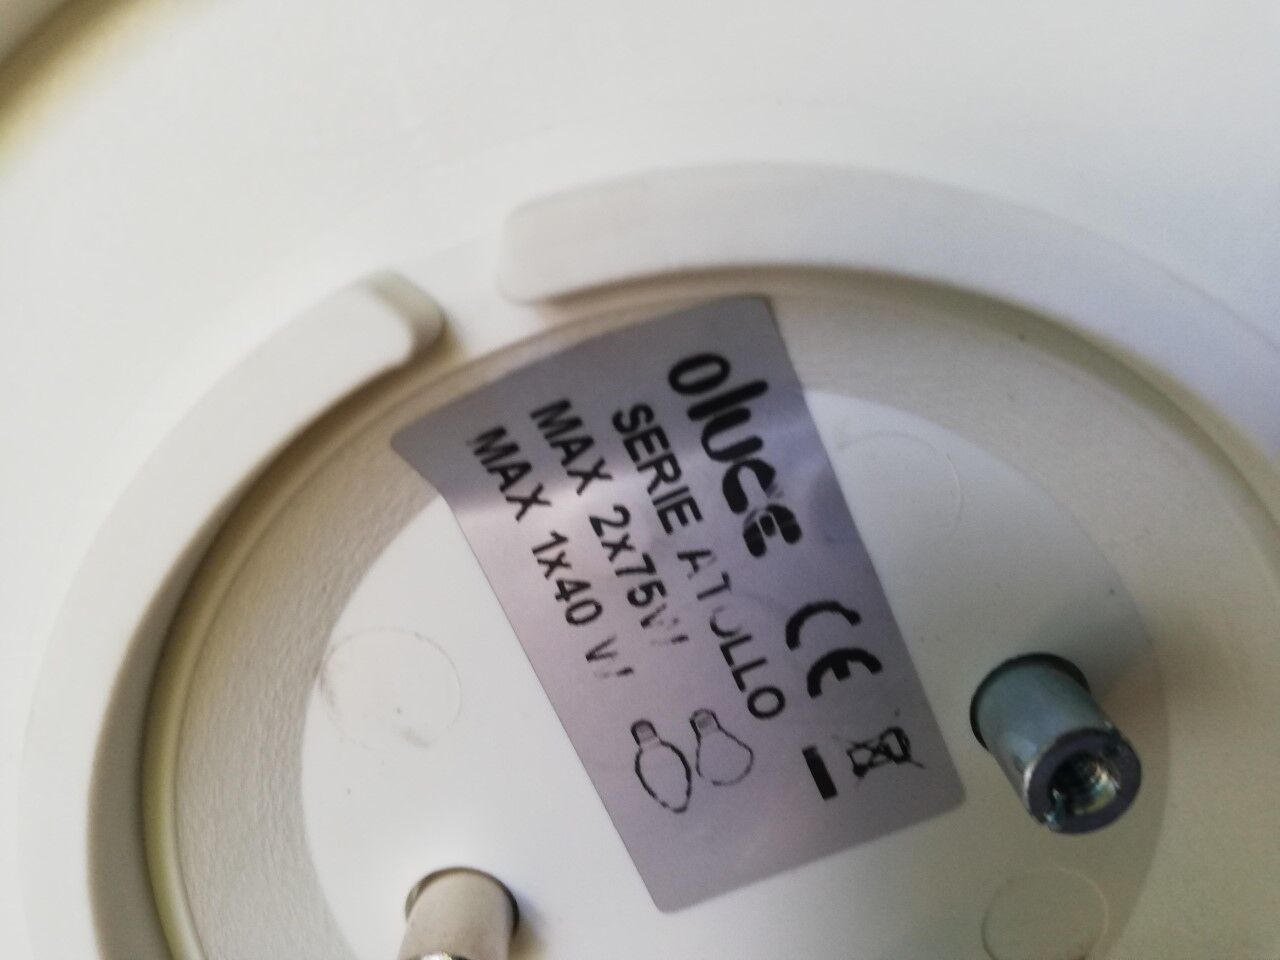 oluce
SERIE ATOLLO
MAX 2x75W
MAX 1x40 W
CE